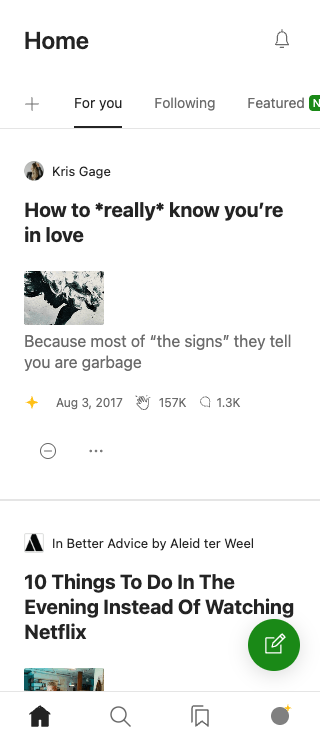 Home
For you
Following
Featured
Kris Gage
How to *really* know you’re
in love
Because most of “the signs” they tell
you are garbage
Aug 3, 2017
157K
1.3K
In Better Advice by Aleid ter Weel
10 Things To Do In The
Evening Instead Of Watching
Netflix